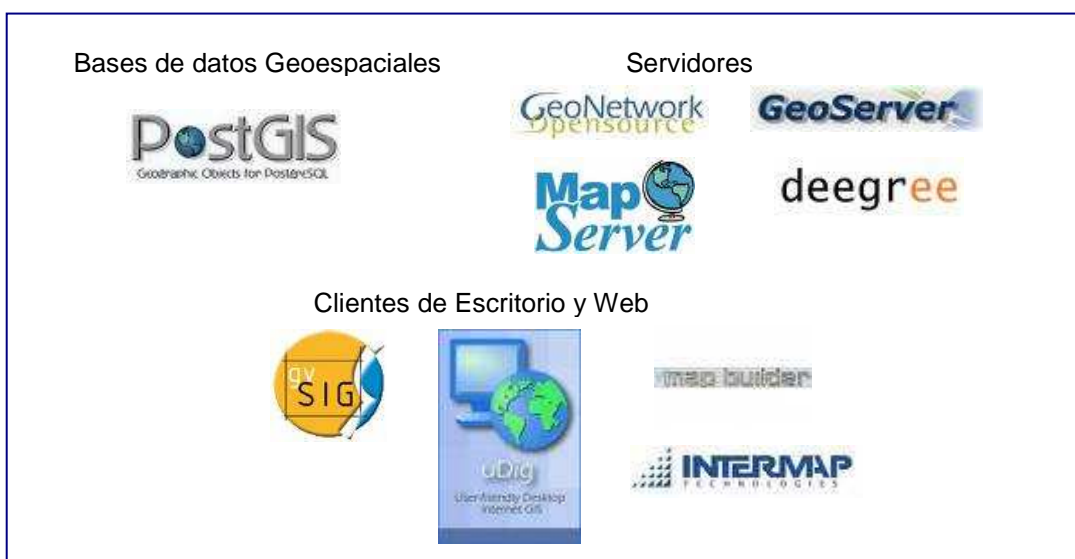 Bases de datos Geoespaciales
Servidores
PostGIS
Geographic Objects for PostgreSQL
GeoNetwork
Opensource
GeoServer
Map
Server
deegree
Clientes de Escritorio y Web
gv
SIG
uDig
User-friendly Desktop
Internet GIS
map builder
INTERMAP
TECHNOLOGIES